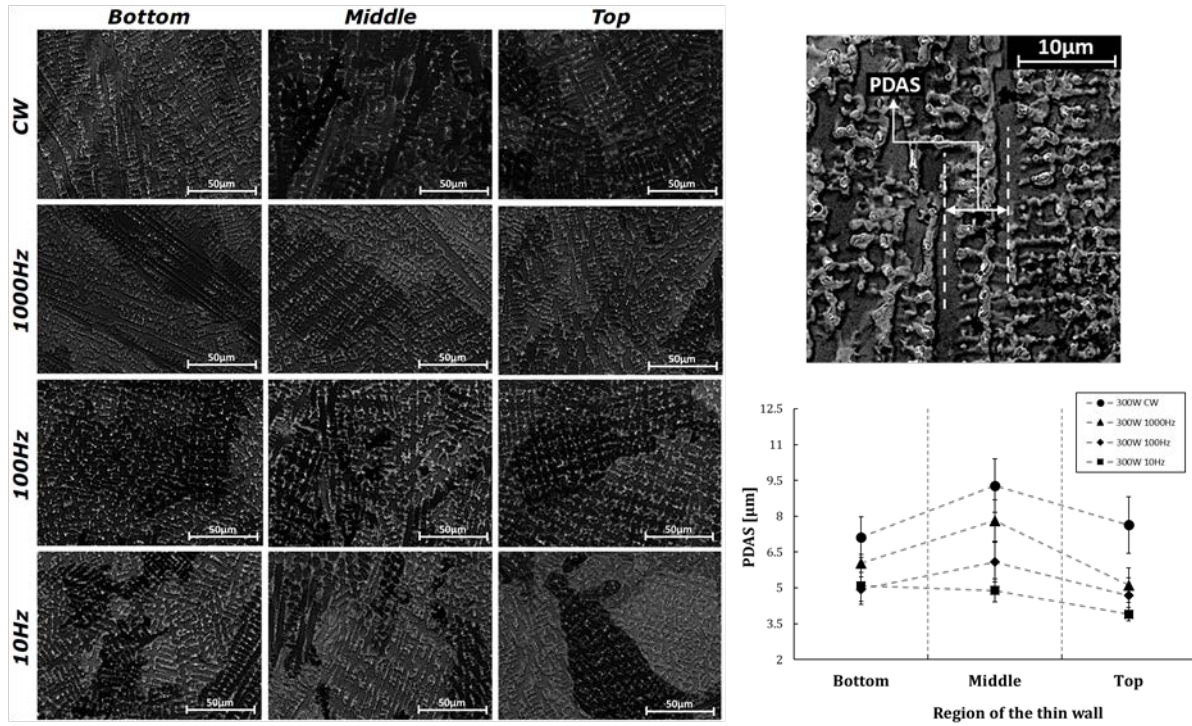 Bottom Middle Top
CW
50µm 50µm 50µm
1000Hz
50µm 50µm 50µm
100Hz
50µm 50µm 50µm
10Hz
50µm 50µm 50µm
10µm
PDAS
12.5
11
9.5
8
6.5
5
3.5
2
PDAS [µm]
300W CW
300W 1000Hz
300W 100Hz
300W 10Hz
Bottom Middle Top
Region of the thin wall